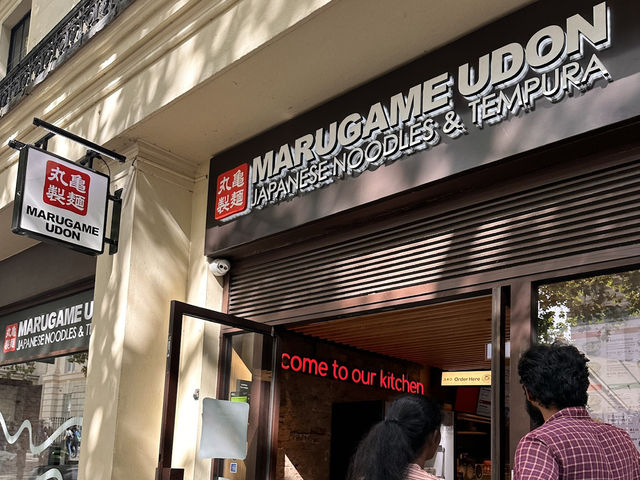 丸亀
製麺
MARUGAME UDON
JAPANESE NOODLES & TEMPURA
丸亀
製麺
MARUGAME
UDON
丸亀
製麺
MARUGAME U
JAPANESE NOODLES & T
come to our kitchen
Order Here